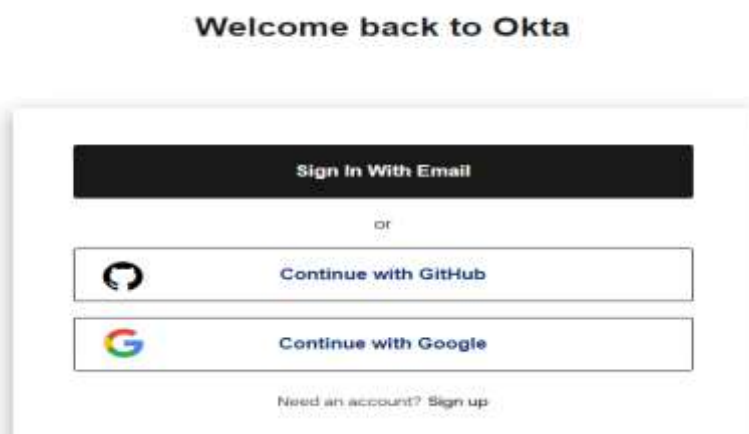 Welcome back to Okta
Sign In With Email
or
Continue with GitHub
Continue with Google
Need an account? Sign up